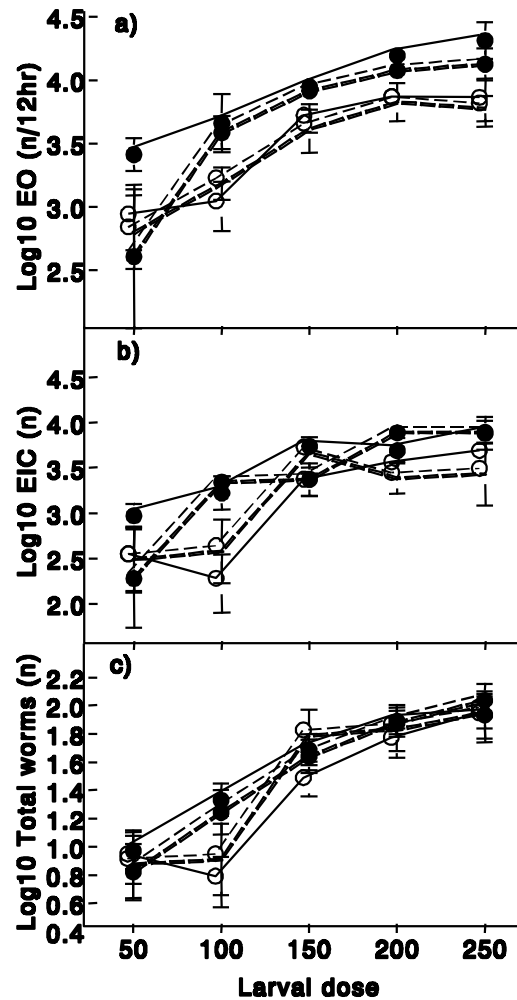 a)
Log10 EO (n/12hr)
4.5
4.0
3.5
3.0
2.5
b)
Log10 EIC (n)
4.5
4.0
3.5
3.0
2.5
2.0
c)
Log10 Total worms (n)
2.2
2.0
1.8
1.6
1.4
1.2
1.0
0.8
0.6
0.4
50 100 150 200 250
Larval dose